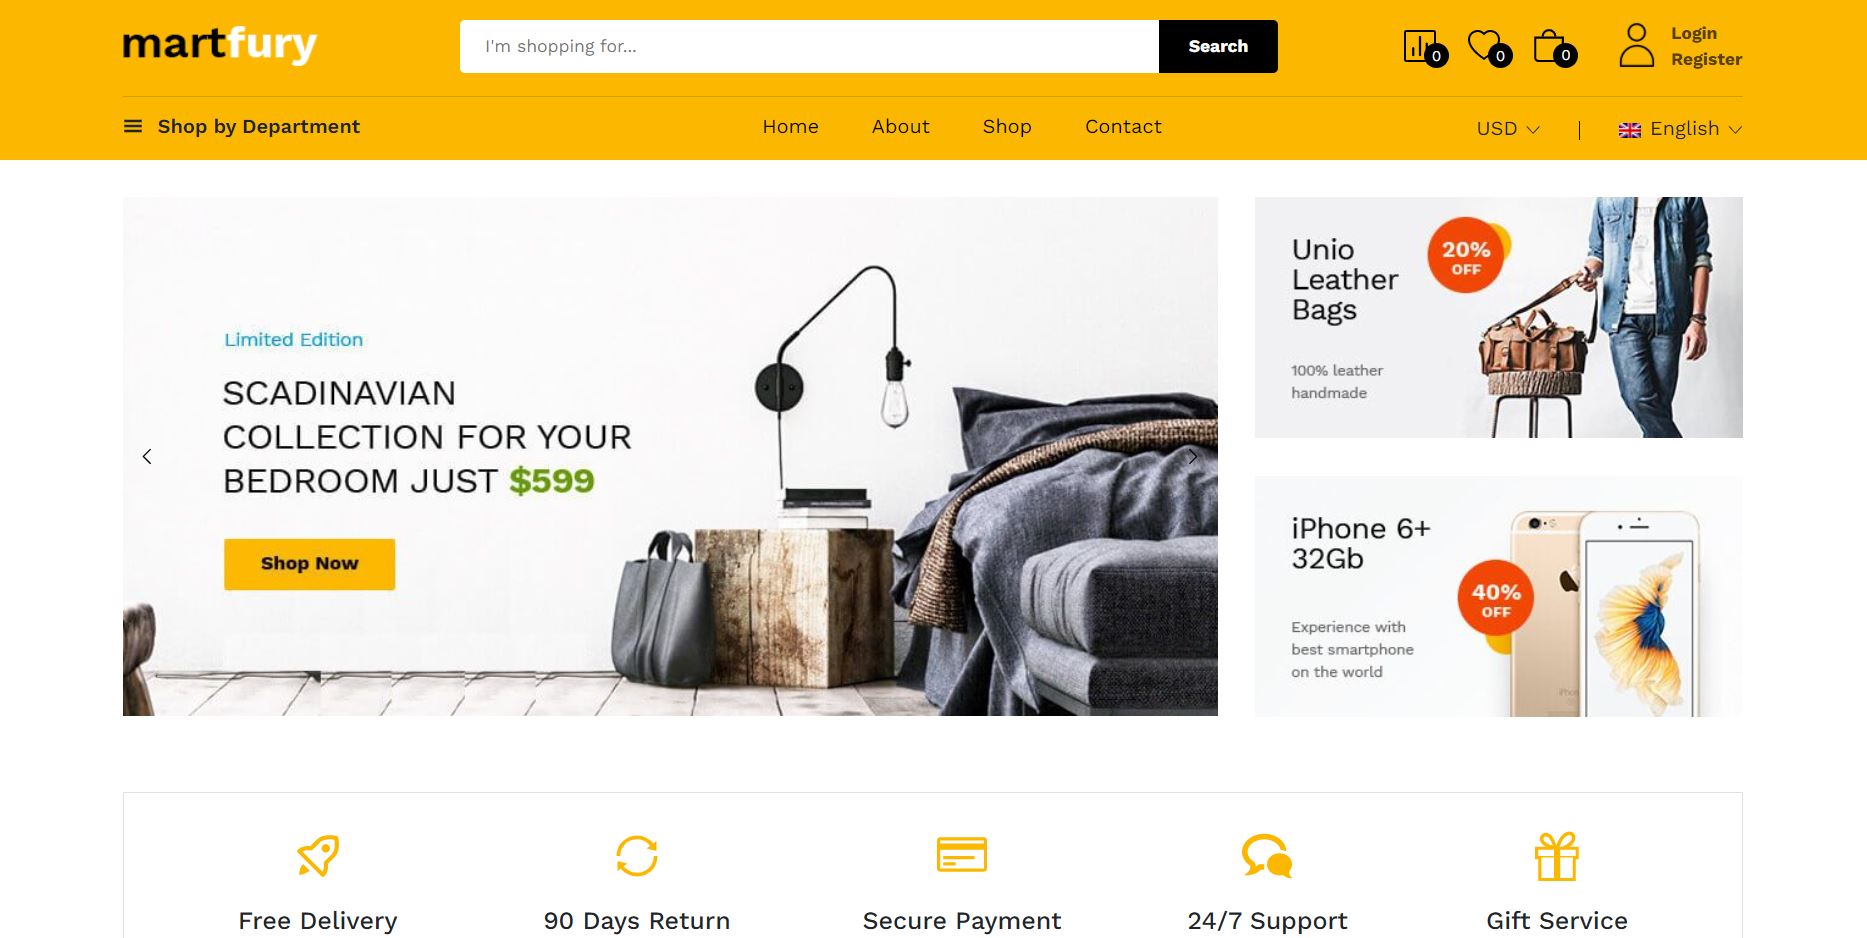 martfury
I'm shopping for...
Search
0
0
0
Login
Register
Shop by Department
Home
About
Shop
Contact
USD
English
Limited Edition
SCADINAVIAN
COLLECTION FOR YOUR
BEDROOM JUST $599
Shop Now
Unio
Leather
Bags
20%
OFF
100% leather
handmade
iPhone 6+
32Gb
40%
OFF
Experience with
best smartphone
on the world
Free Delivery
90 Days Return
Secure Payment
24/7 Support
Gift Service